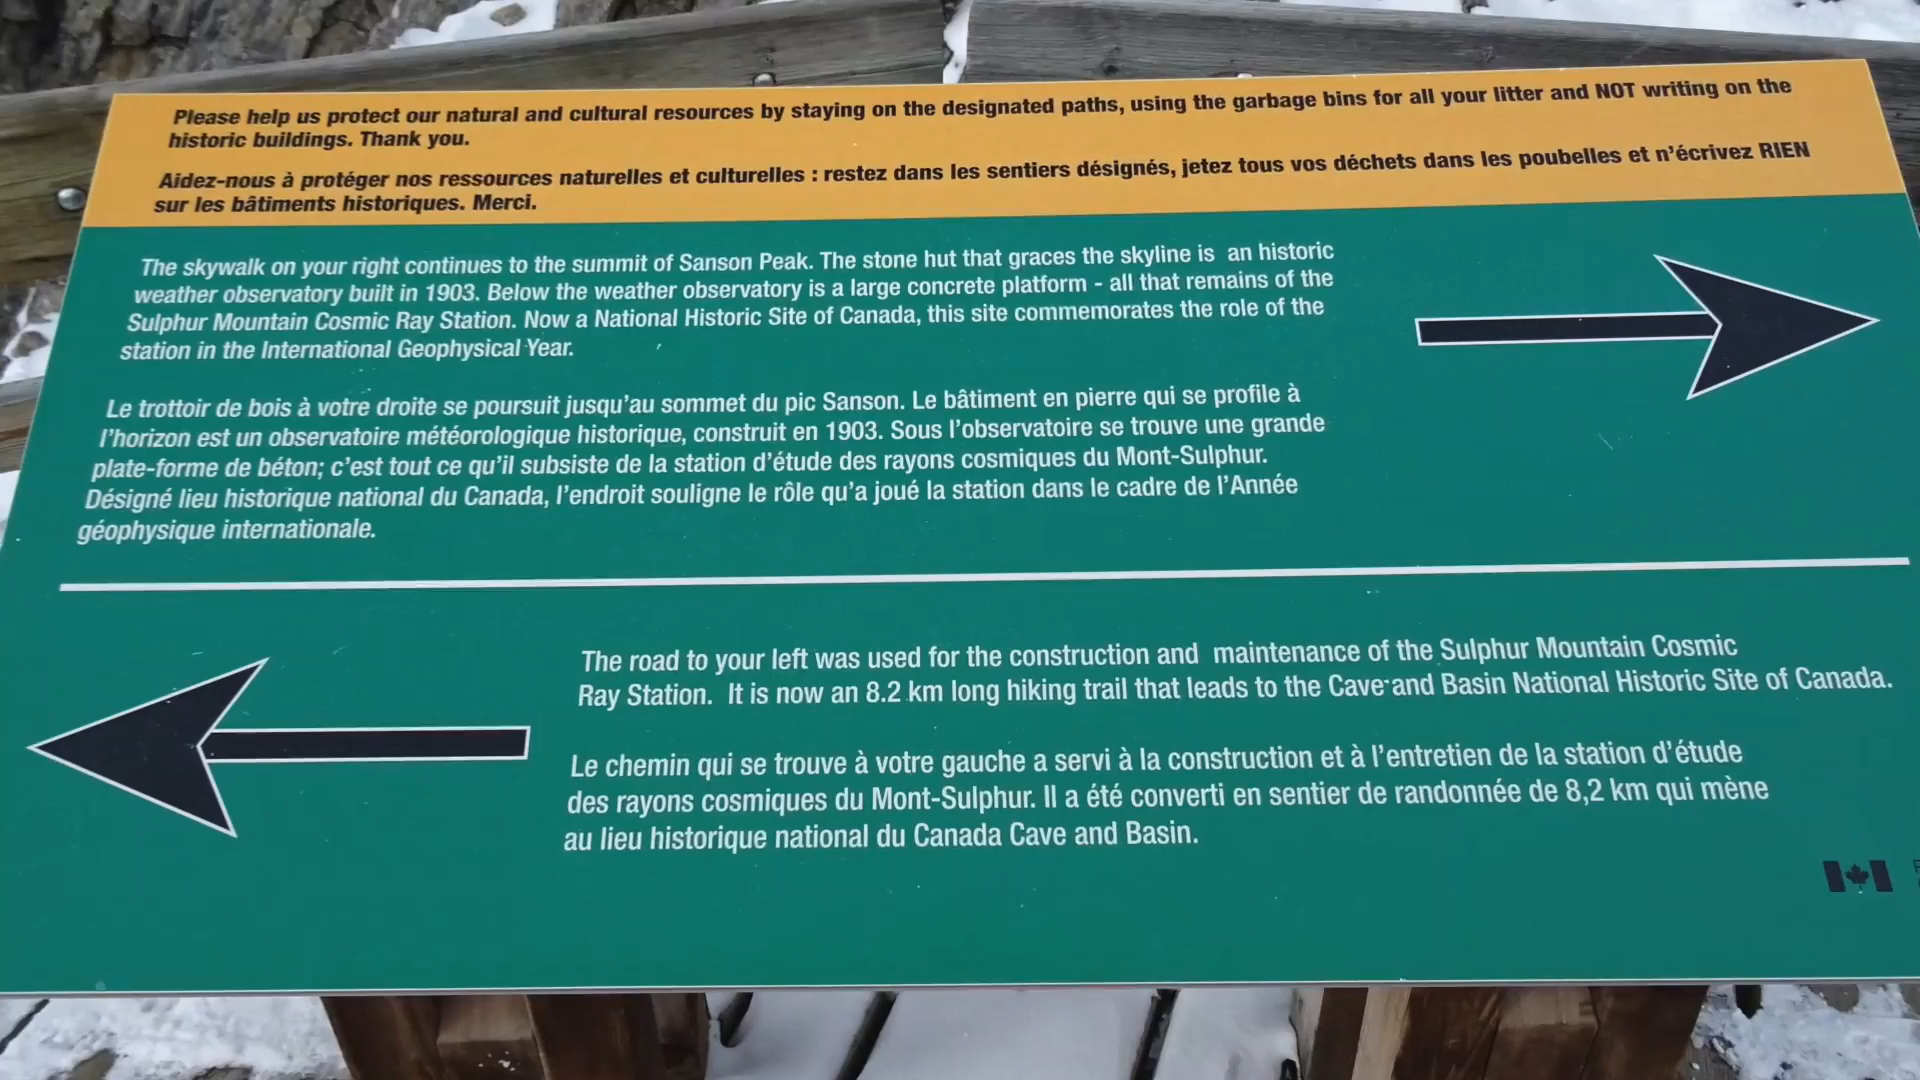 Please help us protect our natural and cultural resources by staying on the designated paths, using the garbage bins for all your litter and NOT writing on the
historic buildings. Thank you.
Aidez-nous à protéger nos ressources naturelles et culturelles : restez dans les sentiers désignés, jetez tous vos déchets dans les poubelles et n'écrivez RIEN
sur les bâtiments historiques. Merci.
The skywalk on your right continues to the summit of Sanson Peak. The stone hut that graces the skyline is an historic
weather observatory built in 1903. Below the weather observatory is a large concrete platform - all that remains of the
Sulphur Mountain Cosmic Ray Station. Now a National Historic Site of Canada, this site commemorates the role of the
station in the International Geophysical Year.
Le trottoir de bois à votre droite se poursuit jusqu'au sommet du pic Sanson. Le bâtiment en pierre qui se profile à
l'horizon est un observatoire météorologique historique, construit en 1903. Sous l'observatoire se trouve une grande
plate-forme de béton; c'est tout ce qu'il subsiste de la station d'étude des rayons cosmiques du Mont-Sulphur.
Désigné lieu historique national du Canada, l'endroit souligne le rôle qu'a joué la station dans le cadre de l'Année
géophysique internationale.
The road to your left was used for the construction and maintenance of the Sulphur Mountain Cosmic
Ray Station. It is now an 8.2 km long hiking trail that leads to the Cave and Basin National Historic Site of Canada.
Le chemin qui se trouve à votre gauche a servi à la construction et à l'entretien de la station d'étude
des rayons cosmiques du Mont-Sulphur. Il a été converti en sentier de randonnée de 8,2 km qui mène
au lieu historique national du Canada Cave and Basin.